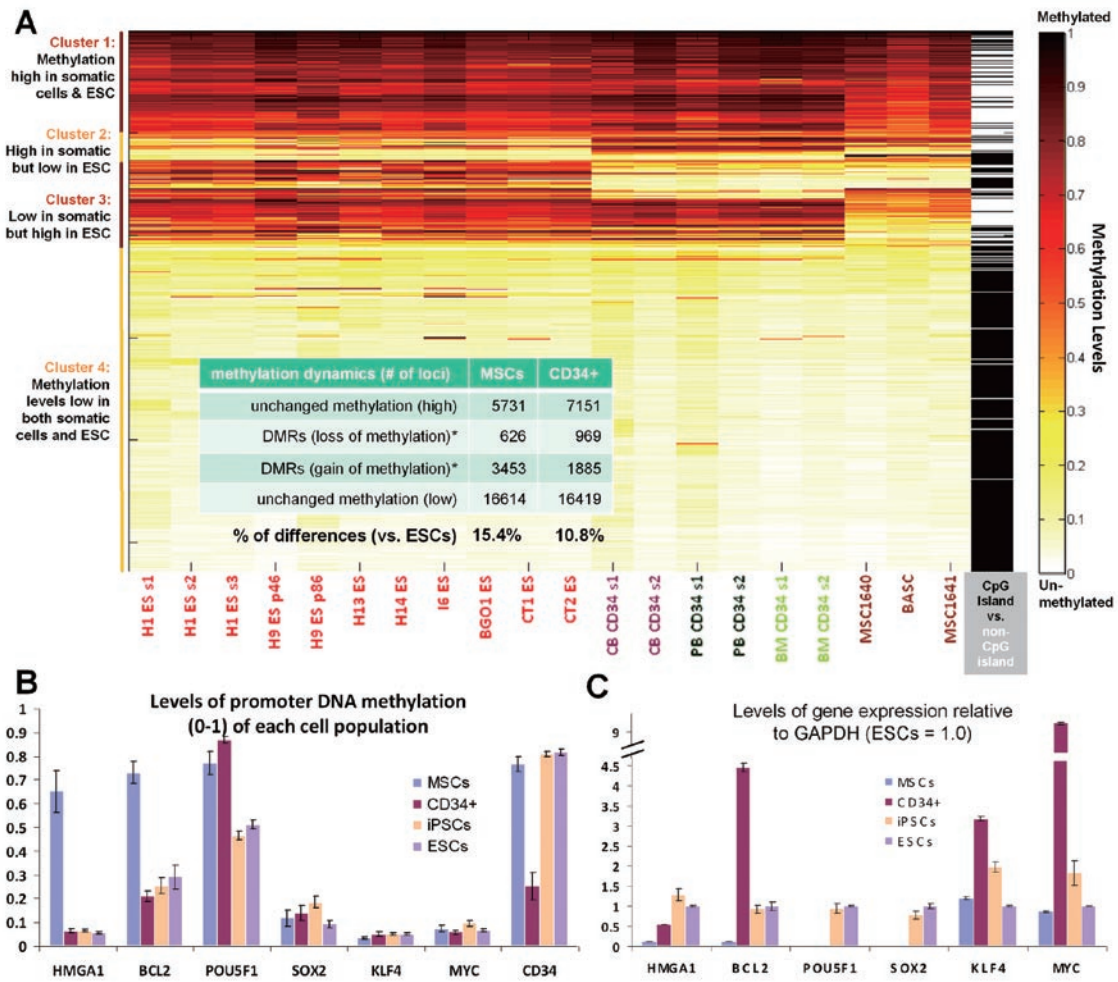 A
Cluster 1:
Methylation
high in somatic
cells & ESC
Cluster 2:
High in somatic
but low in ESC
Cluster 3:
Low in somatic
but high in ESC
Cluster 4:
Methylation
levels low in
both somatic
cells and ESC
methylation dynamics (# of loci) MSCs CD34+
unchanged methylation (high) 5731 7151
DMRs (loss of methylation)* 626 969
DMRs (gain of methylation)* 3453 1885
unchanged methylation (low) 16614 16419
% of differences (vs. ESCs) 15.4% 10.8%
H1 ES s1
H1 ES s2
H1 ES s3
H9 ES p46
H9 ES p86
H13 ES
H14 ES
I6 ES
BGO1 ES
CT1 ES
CT2 ES
CB CD34 s1
CB CD34 s2
PB CD34 s1
PB CD34 s2
BM CD34 s1
BM CD34 s2
MSC1640
BASC
MSC1641
CpG
Island
vs.
non-
CpG
island
Methylated
1
0.9
0.8
0.7
0.6
0.5
0.4
0.3
0.2
0.1
0
Methylation Levels
Un-
methylated
B
Levels of promoter DNA methylation
(0-1) of each cell population
1
0.9
0.8
0.7
0.6
0.5
0.4
0.3
0.2
0.1
0
MSCs
CD34+
iPSCs
ESCs
HMGA1 BCL2 POU5F1 SOX2 KLF4 MYC CD34
C
Levels of gene expression relative
to GAPDH (ESCs = 1.0)
9
4.5
4
3.5
3
2.5
2
1.5
1
0.5
0
MSCs
CD34+
iPSCs
ESCs
HMGA1 BCL2 POU5F1 SOX2 KLF4 MYC